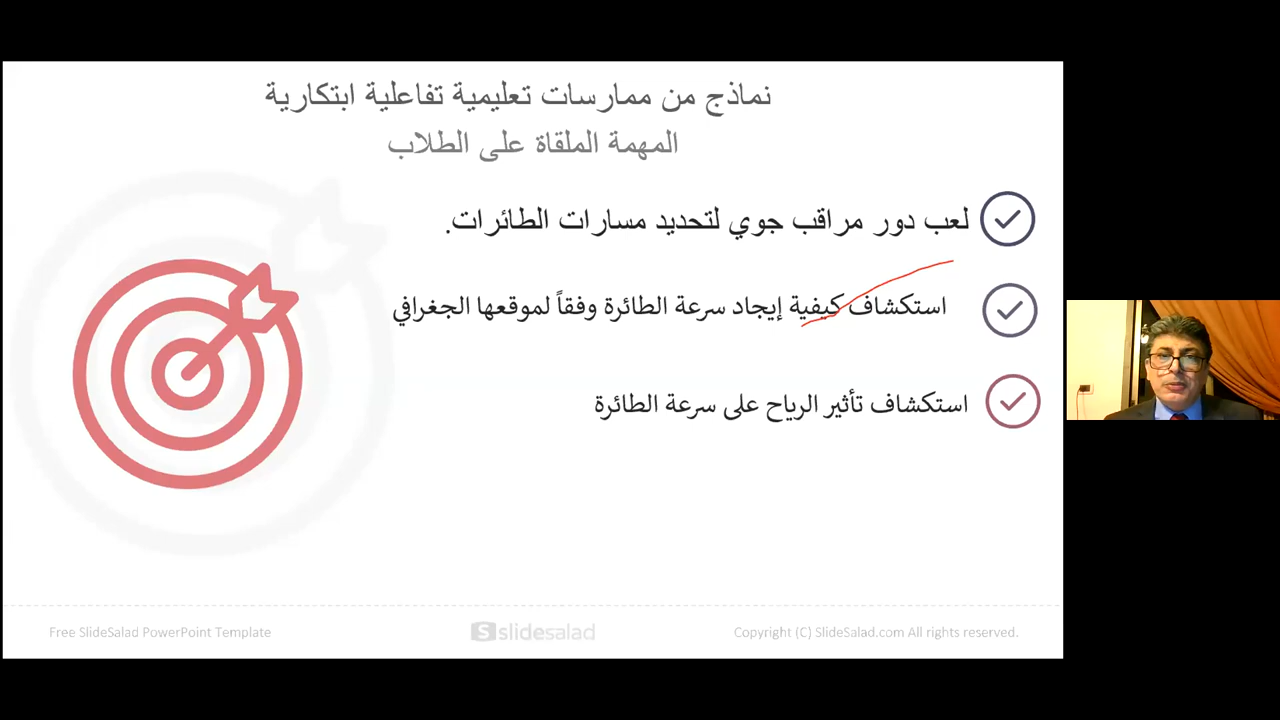 نماذج من ممارسات تعليمية تفاعلية ابتكارية
المهمة الملقاة على الطلاب
لعب دور مراقب جوي لتحديد مسارات الطائرات.
استكشاف كيفية إيجاد سرعة الطائرة وفقاً لموقعها الجغرافي
استكشاف تأثير الرياح على سرعة الطائرة
Free SlideSalad PowerPoint Template
slidesalad
Copyright (C) SlideSalad.com All rights reserved.